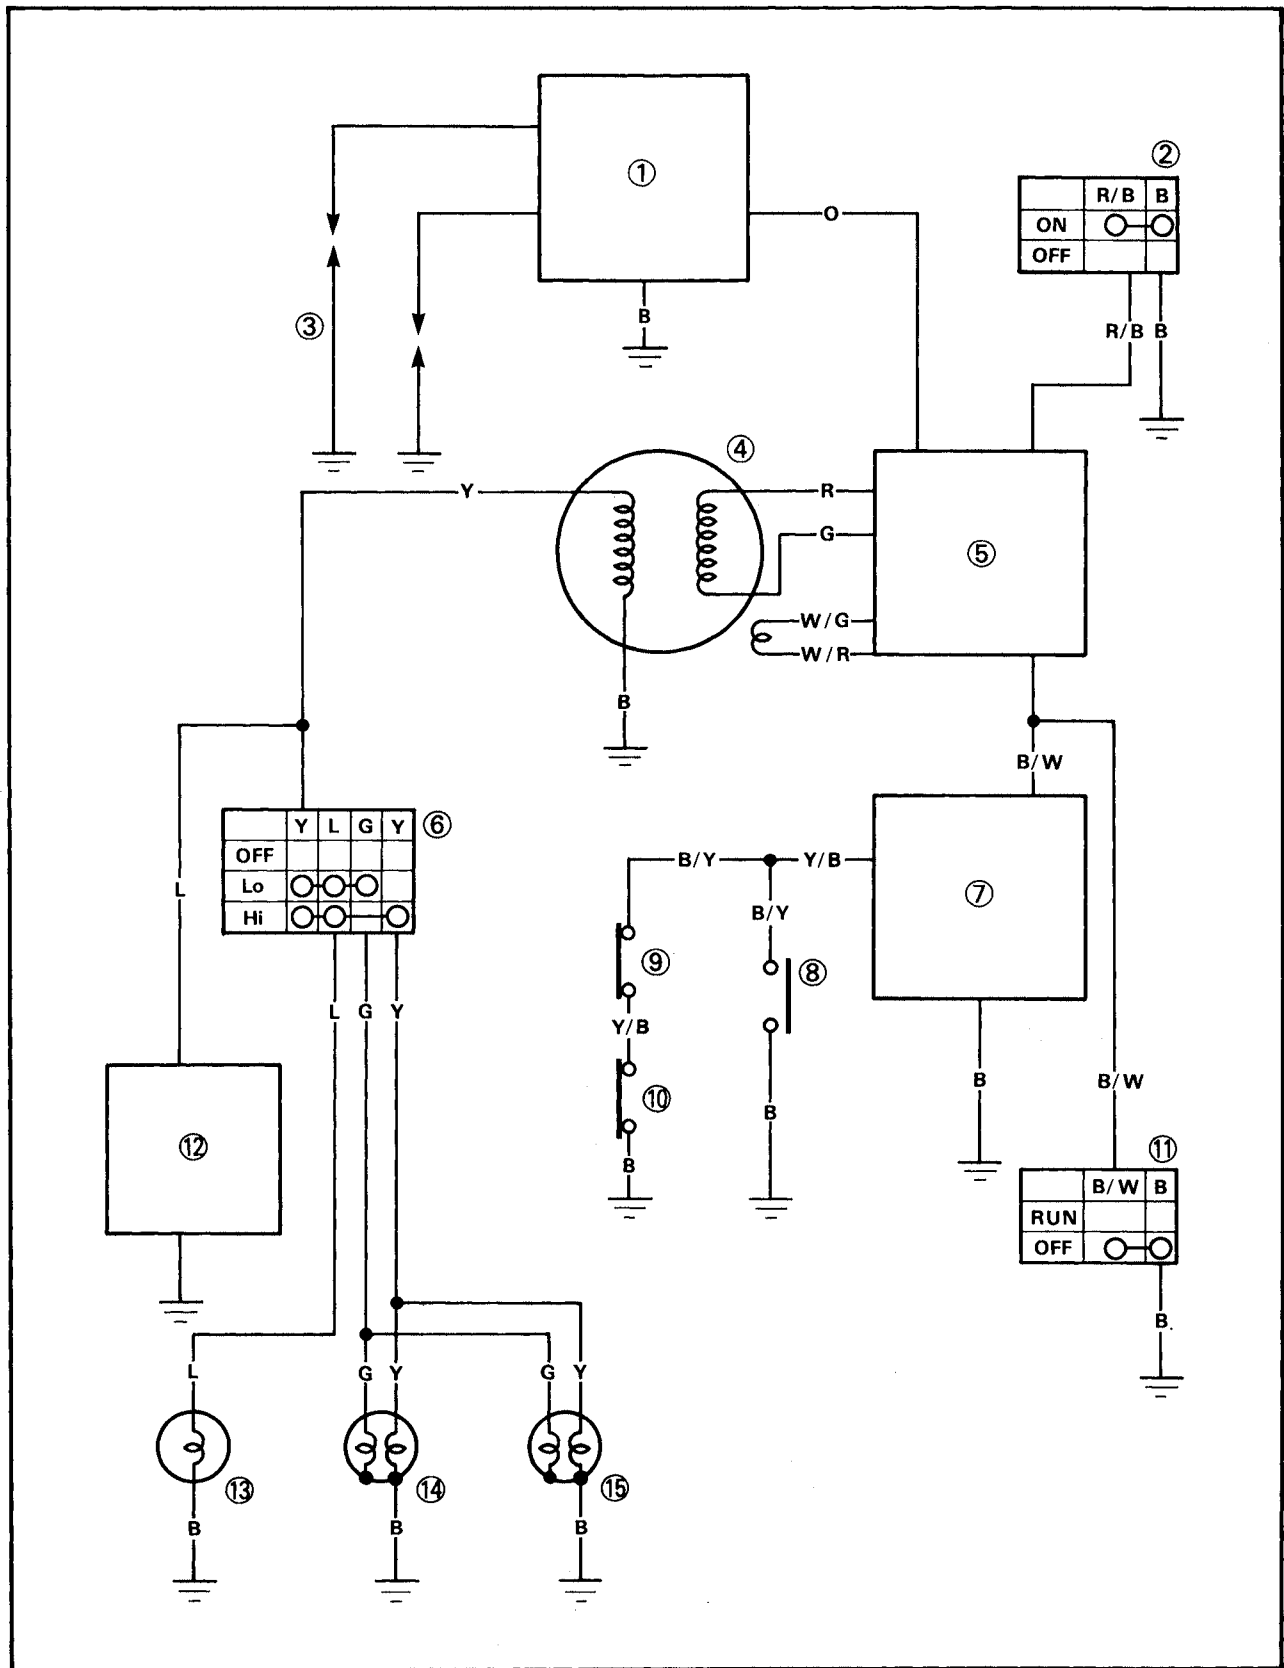 ①
②
R/B B
ON
OFF
O
③
B
R/B B
④
Y
R
G
⑤
W/G
W/R
B
B/W
Y L G Y
⑥
OFF
Lo
Hi
L
B/Y
Y/B
⑦
B/Y
⑨
⑧
L G Y
Y/B
B
B/W
⑩
B
⑫
B
⑪
B/W B
RUN
OFF
B
L
G Y
G Y
⑬
⑭
⑮
B
B
B